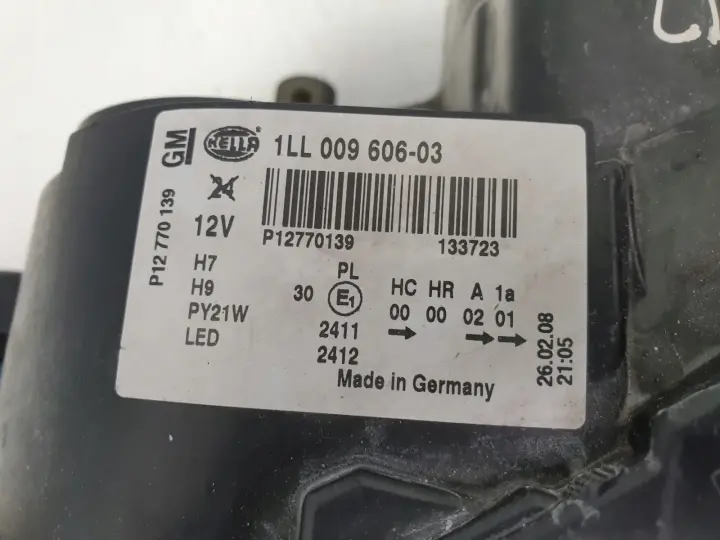 GM HELLA 1LL 009 606-03
24
12V
P12770139 133723
P12 770 139
H7
H9
PY21W
LED
PL
30 E1
2411
2412
HC HR A 1a
00 00 02 01
Made in Germany
26.02.08
21:05